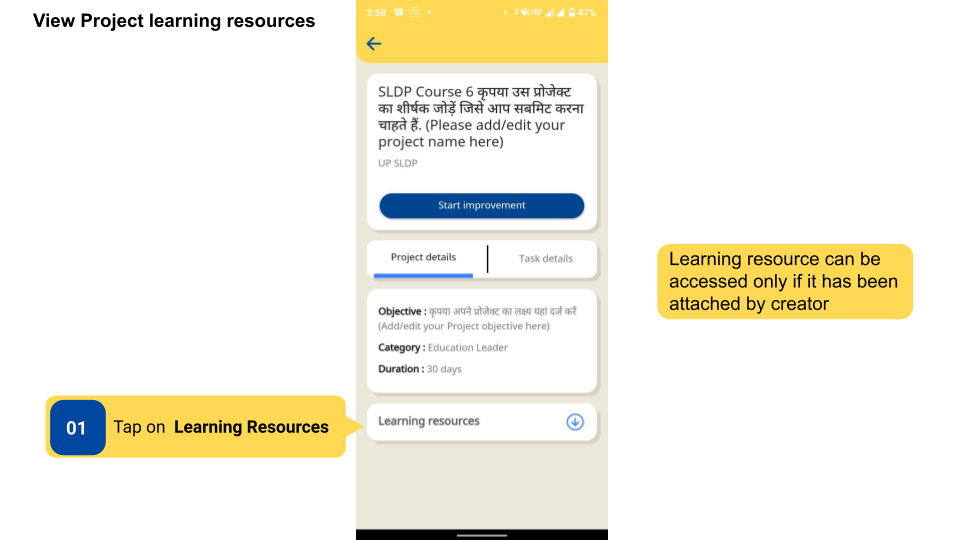 View Project learning resources
3:58
47%
SLDP Course 6 कृपया उस प्रोजेक्ट
का शीर्षक जोड़ें जिसे आप सबमिट करना
चाहते हैं. (Please add/edit your
project name here)
UP SLDP
Start improvement
Project details
Task details
Objective : कृपया अपने प्रोजेक्ट का लक्ष्य यहां दर्ज करें
(Add/edit your Project objective here)
Category : Education Leader
Duration : 30 days
Learning resource can be
accessed only if it has been
attached by creator
01 Tap on Learning Resources
Learning resources